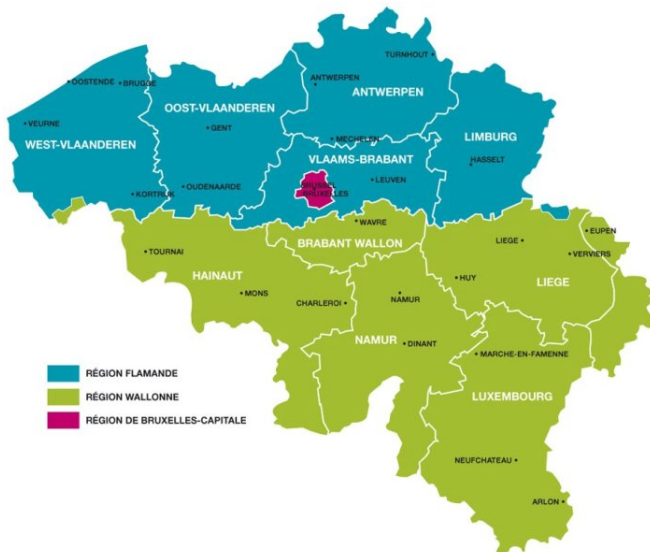 TURNHOUT
OOSTENDE
BRUGGE
ANTWERPEN
ANTWERPEN
OOST-VLAANDEREN
VEURNE
GENT
MECHELEN
LIMBURG
WEST-VLAANDEREN
VLAAMS-BRABANT
HASSELT
KORTRIJK
OUDENAARDE
BRUSSEL
BRUXELLES
LEUVEN
WAVRE
EUPEN
TOURNAI
BRABANT WALLON
LIEGE
VERVIERS
HAINAUT
HUY
LIEGE
MONS
CHARLEROI
NAMUR
NAMUR
DINANT
MARCHE-EN-FAMENNE
RÉGION FLAMANDE
RÉGION WALLONNE
LUXEMBOURG
RÉGION DE BRUXELLES-CAPITALE
NEUFCHATEAU
ARLON